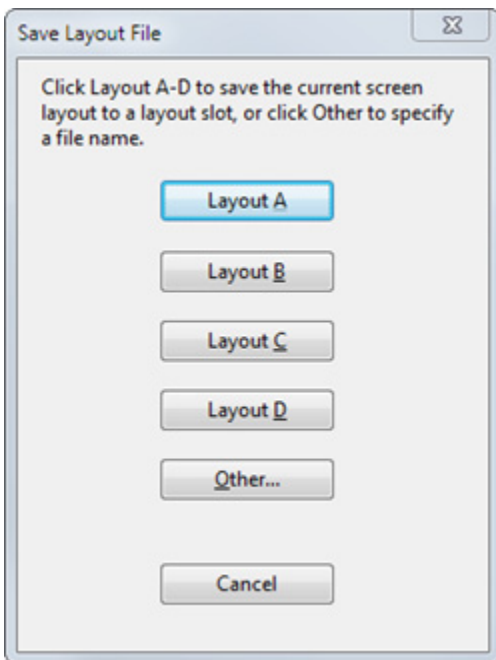 Save Layout File
Click Layout A-D to save the current screen
layout to a layout slot, or click Other to specify
a file name.
Layout A
Layout B
Layout C
Layout D
Other...
Cancel